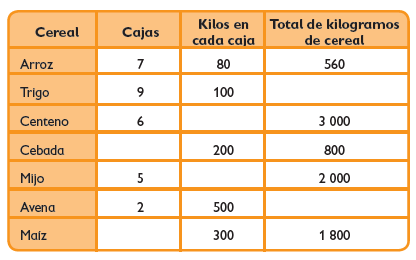 Cereal Cajas Kilos en cada caja Total de kilogramos de cereal
Arroz 7 80 560
Trigo 9 100
Centeno 6 3 000
Cebada 200 800
Mijo 5 2 000
Avena 2 500
Maíz 300 1 800